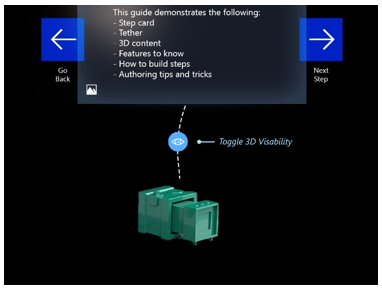 This guide demonstrates the following:
- Step card
- Tether
- 3D content
- Features to know
- How to build steps
- Authoring tips and tricks
Go
Back
Next
Step
Toggle 3D Visability